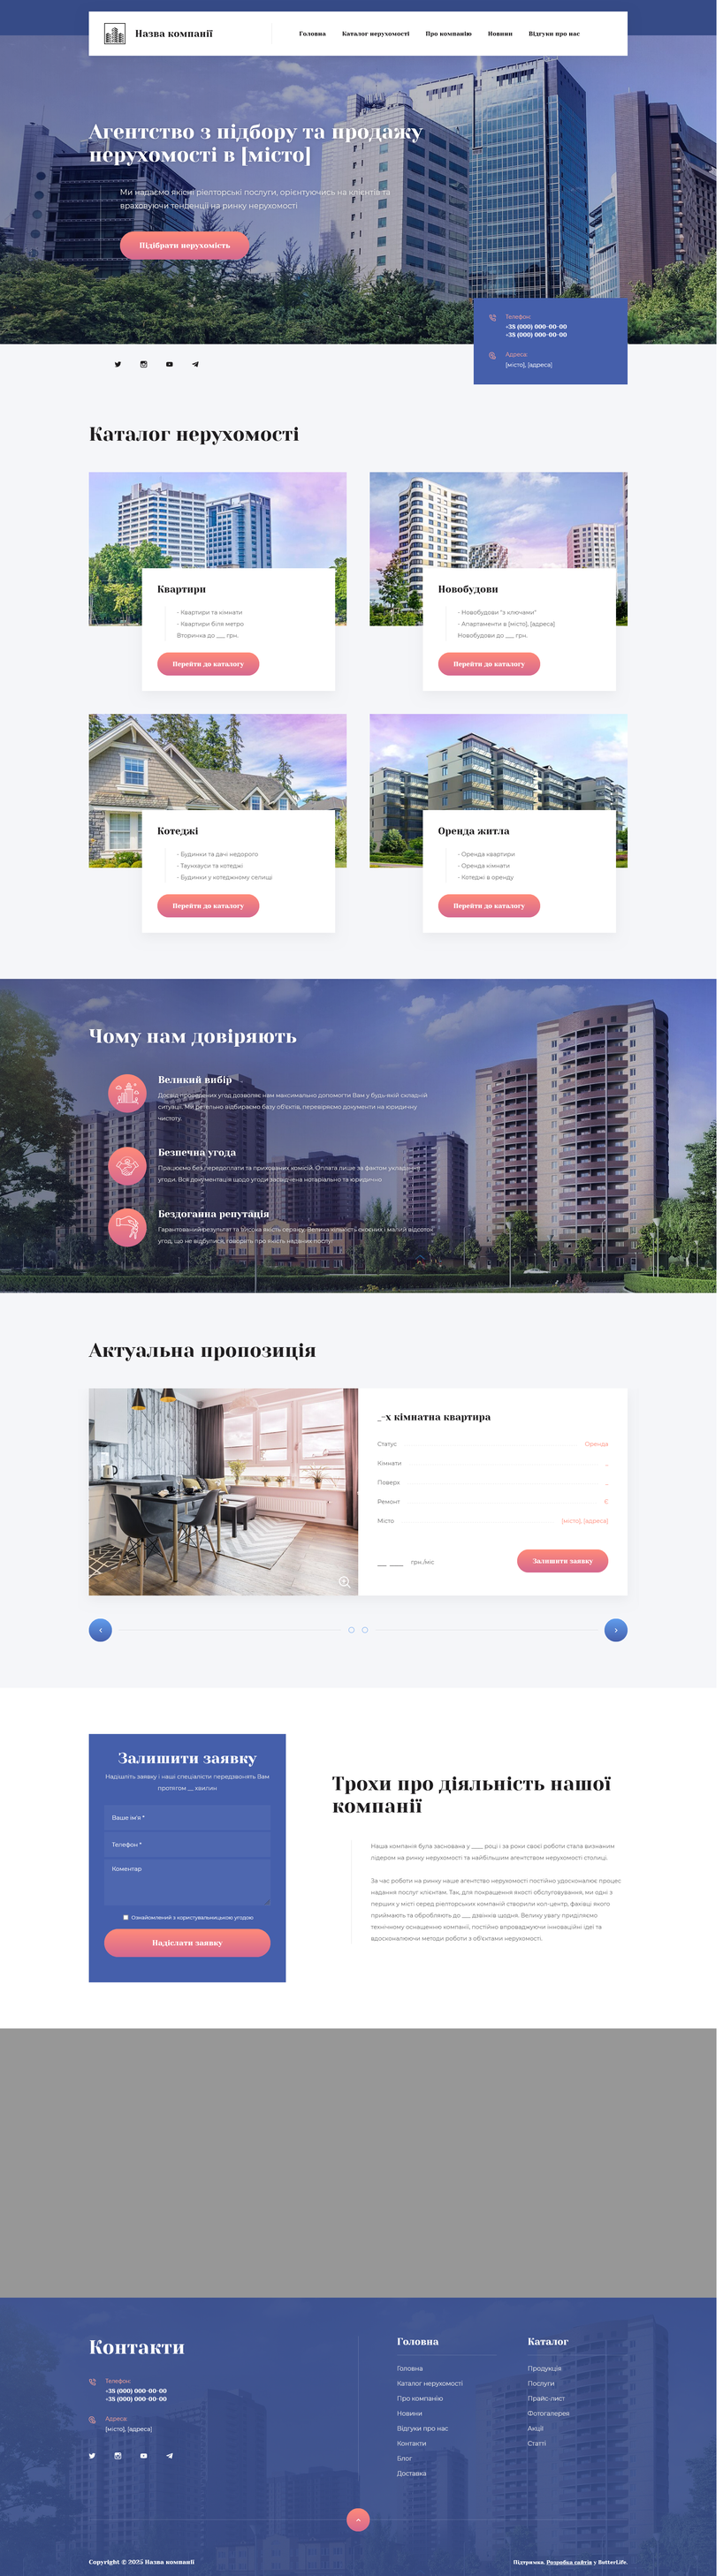 Назва компанії
Головна
Каталог нерухомості
Про компанію
Новини
Відгуки про нас
Агентство з підбору та продажу
нерухомості в [місто]
Ми надаємо якісні ріелторські послуги, орієнтуючись на клієнтів та
враховуючи тенденції на ринку нерухомості
Підібрати нерухомість
Телефон:
+38 (000) 000-00-00
+38 (000) 000-00-00
Адреса:
[місто], [адреса]
Каталог нерухомості
Квартири
- Квартири та кімнати
- Квартири біля метро
Вторинка до ___ грн.
Перейти до каталогу
Новобудови
- Новобудови "з ключами"
- Апартаменти в [місто], [адреса]
Новобудови до ___ грн.
Перейти до каталогу
Котеджі
- Будинки та дачі недорого
- Таунхауси та котеджі
- Будинки у котеджному селищі
Перейти до каталогу
Оренда житла
- Оренда квартири
- Оренда кімнати
- Котеджі в оренду
Перейти до каталогу
Чому нам довіряють
Великий вибір
Досвід проведених угод дозволяє нам максимально допомогти Вам у будь-якій складній
ситуації. Ми ретельно відбираємо базу об'єктів, перевіряємо документи на юридичну
чистоту.
Безпечна угода
Працюємо без передоплати та прихованих комісій. Оплата лише за фактом укладання
угоди. Вся документація щодо угоди засвідчена нотаріально та юридично
Бездоганна репутація
Гарантований результат та висока якість сервісу. Велика кількість скоєних і малий відсоток
угод, що не відбулися, говорять про якість наданих послуг
Актуальна пропозиція
_-х кімнатна квартира
Статус
Оренда
Кімнати
_
Поверх
_
Ремонт
Є
Місто
[місто], [адреса]
__ ___ грн./міс
Залишити заявку
Залишити заявку
Надішліть заявку і наші спеціалісти передзвонять Вам
протягом __ хвилин
Ваше ім'я *
Телефон *
Коментар
Ознайомлений з користувальницькою угодою
Надіслати заявку
Трохи про діяльність нашої
компанії
Наша компанія була заснована у ____ році і за роки своєї роботи стала визнаним
лідером на ринку нерухомості та найбільшим агентством нерухомості столиці.
За час роботи на ринку наше агентство нерухомості постійно удосконалює процес
надання послуг клієнтам. Так, для покращення якості обслуговування, ми одні з
перших у місті серед ріелторських компаній створили кол-центр, фахівці якого
приймають та обробляють до ___ дзвінків щодня. Велику увагу приділяємо
технічному оснащенню компанії, постійно впроваджуючи інноваційні ідеї та
вдосконалюючи методи роботи з об'єктами нерухомості.
Контакти
Телефон:
+38 (000) 000-00-00
+38 (000) 000-00-00
Адреса:
[місто], [адреса]
Головна
Головна
Каталог нерухомості
Про компанію
Новини
Відгуки про нас
Контакти
Блог
Доставка
Каталог
Продукція
Послуги
Прайс-лист
Фотогалерея
Акції
Статті
Copyright © 2025 Назва компанії
Підтримка. Розробка сайтів у ButterLife.